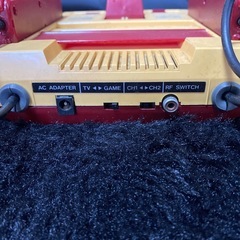 AC ADAPTER TV ◄► GAME CH1 ◄► CH2 RF SWITCH